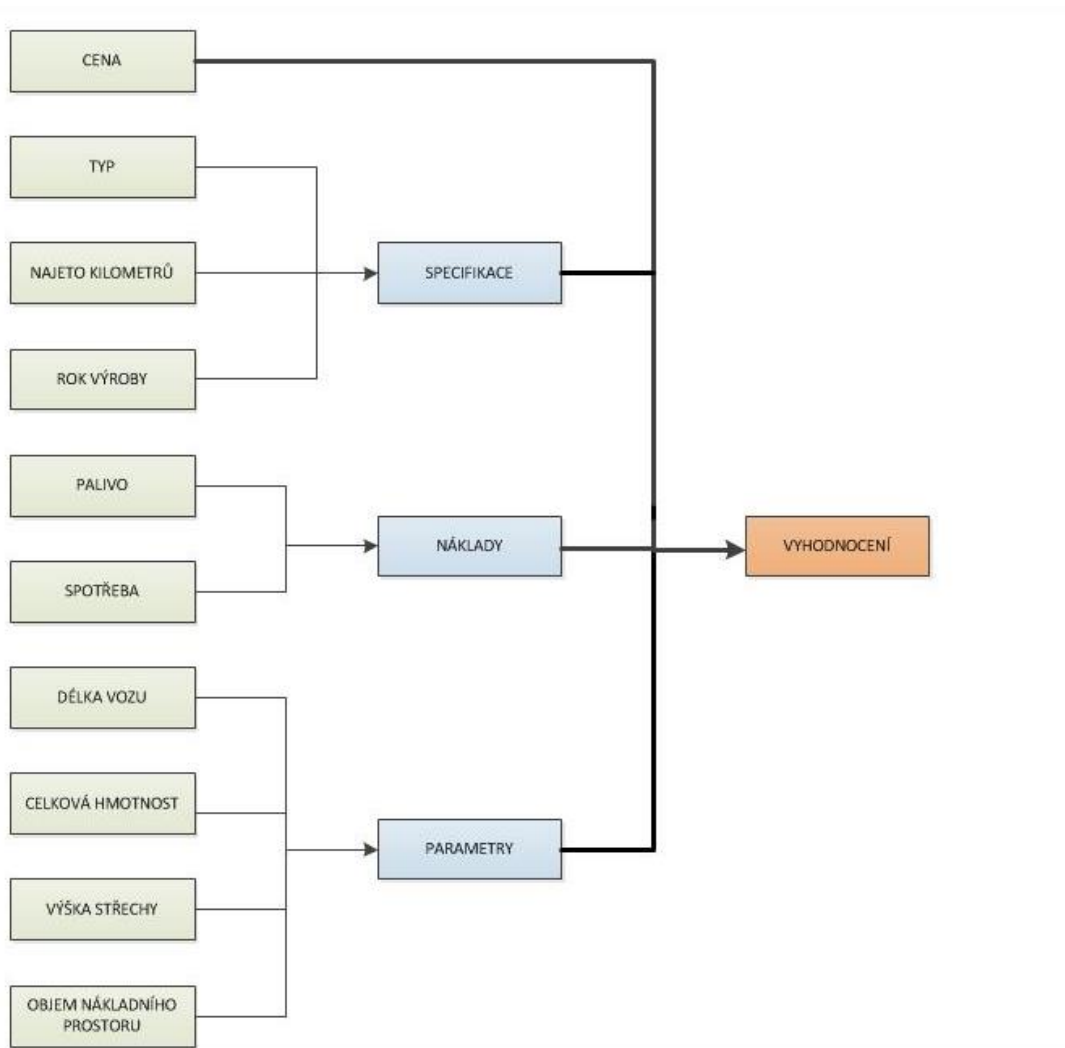 CENA
TYP
NAJETO KILOMETRŮ
SPECIFIKACE
ROK VÝROBY
PALIVO
NÁKLADY
VYHODNOCENÍ
SPOTŘEBA
DÉLKA VOZU
CELKOVÁ HMOTNOST
PARAMETRY
VÝŠKA STŘECHY
OBJEM NÁKLADNÍHO
PROSTORU